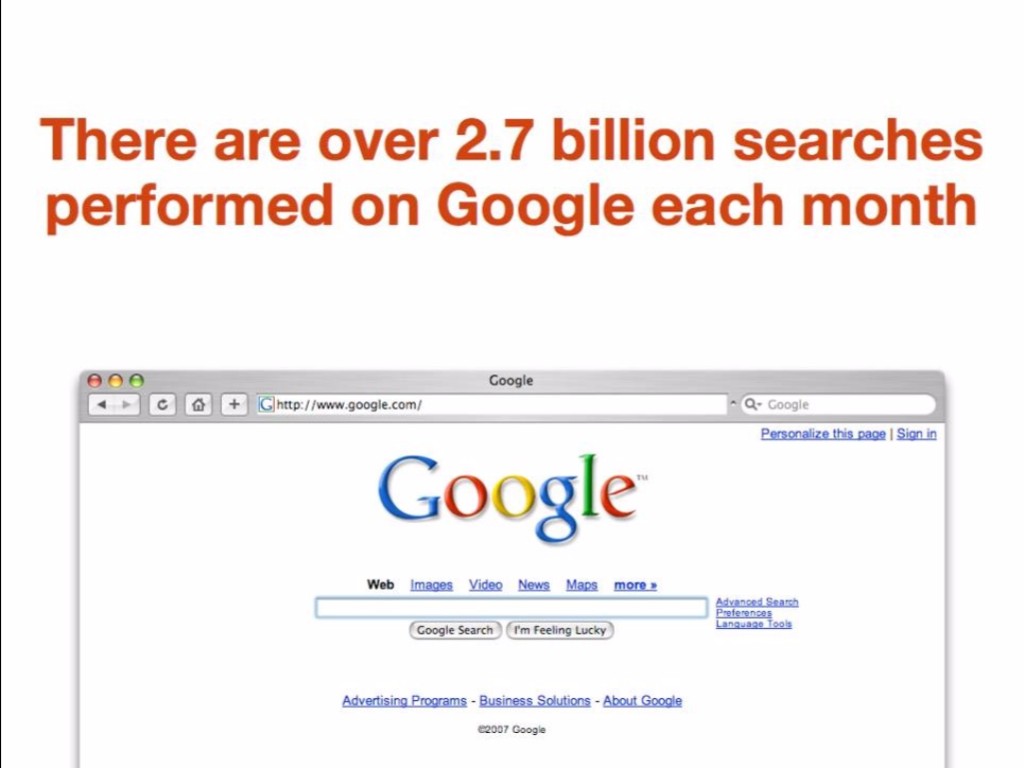 There are over 2.7 billion searches
performed on Google each month
Google
http://www.google.com/
Google
Personalize this page | Sign in
Google™
Web Images Video News Maps more »
Advanced Search
Preferences
Language Tools
Google Search I'm Feeling Lucky
Advertising Programs - Business Solutions - About Google
©2007 Google